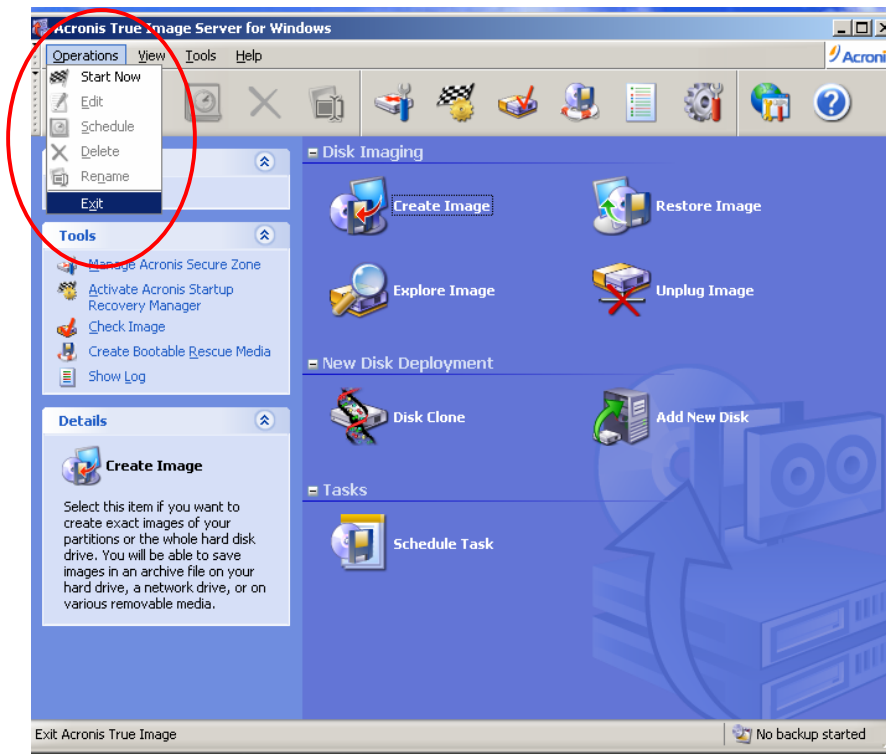 Acronis True Image Server for Windows
Operations View Tools Help
Acroni
Start Now
Edit
Schedule
Delete
Rename
Exit
Tools
Manage Acronis Secure Zone
Activate Acronis Startup
Recovery Manager
Check Image
Create Bootable Rescue Media
Show Log
Details
Create Image
Select this item if you want to
create exact images of your
partitions or the whole hard disk
drive. You will be able to save
images in an archive file on your
hard drive, a network drive, or on
various removable media.
Disk Imaging
Create Image
Restore Image
Explore Image
Unplug Image
New Disk Deployment
Disk Clone
Add New Disk
Tasks
Schedule Task
Exit Acronis True Image
No backup started